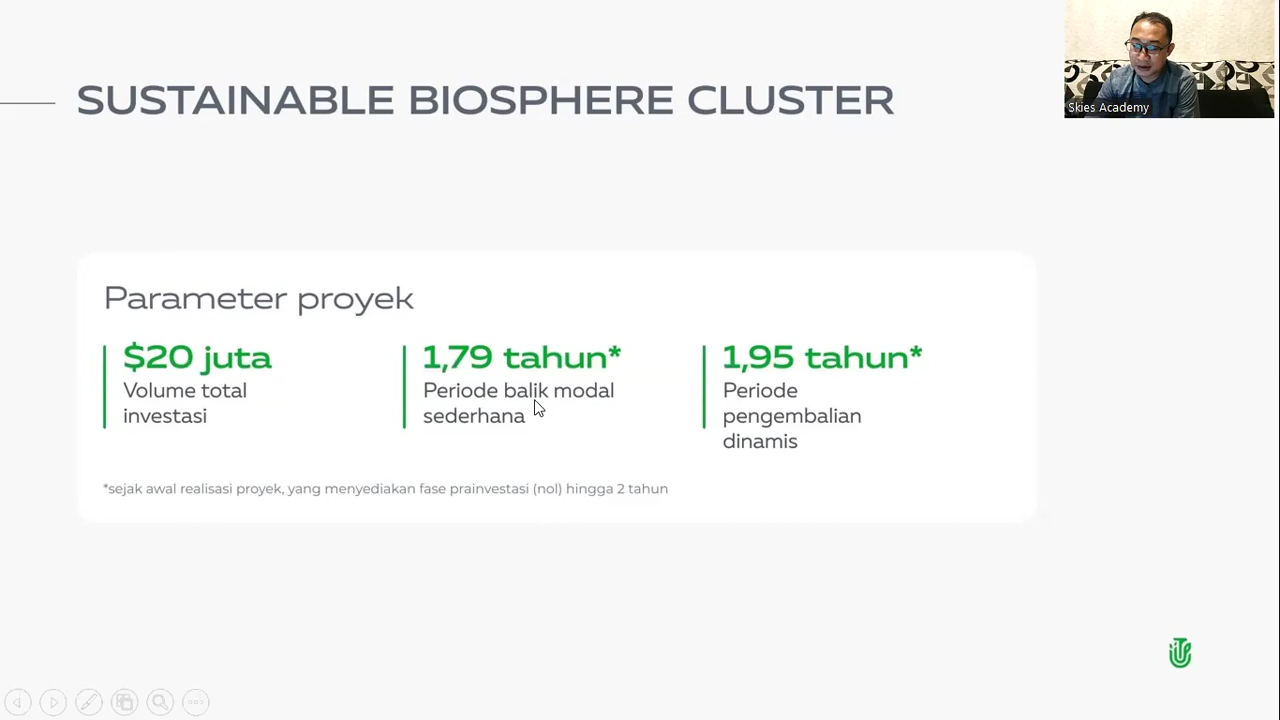 SUSTAINABLE BIOSPHERE CLUSTER
Skies Academy
Parameter proyek
$20 juta
Volume total
investasi
1,79 tahun*
Periode balik modal
sederhana
1,95 tahun*
Periode
pengembalian
dinamis
*sejak awal realisasi proyek, yang menyediakan fase prainvestasi (nol) hingga 2 tahun